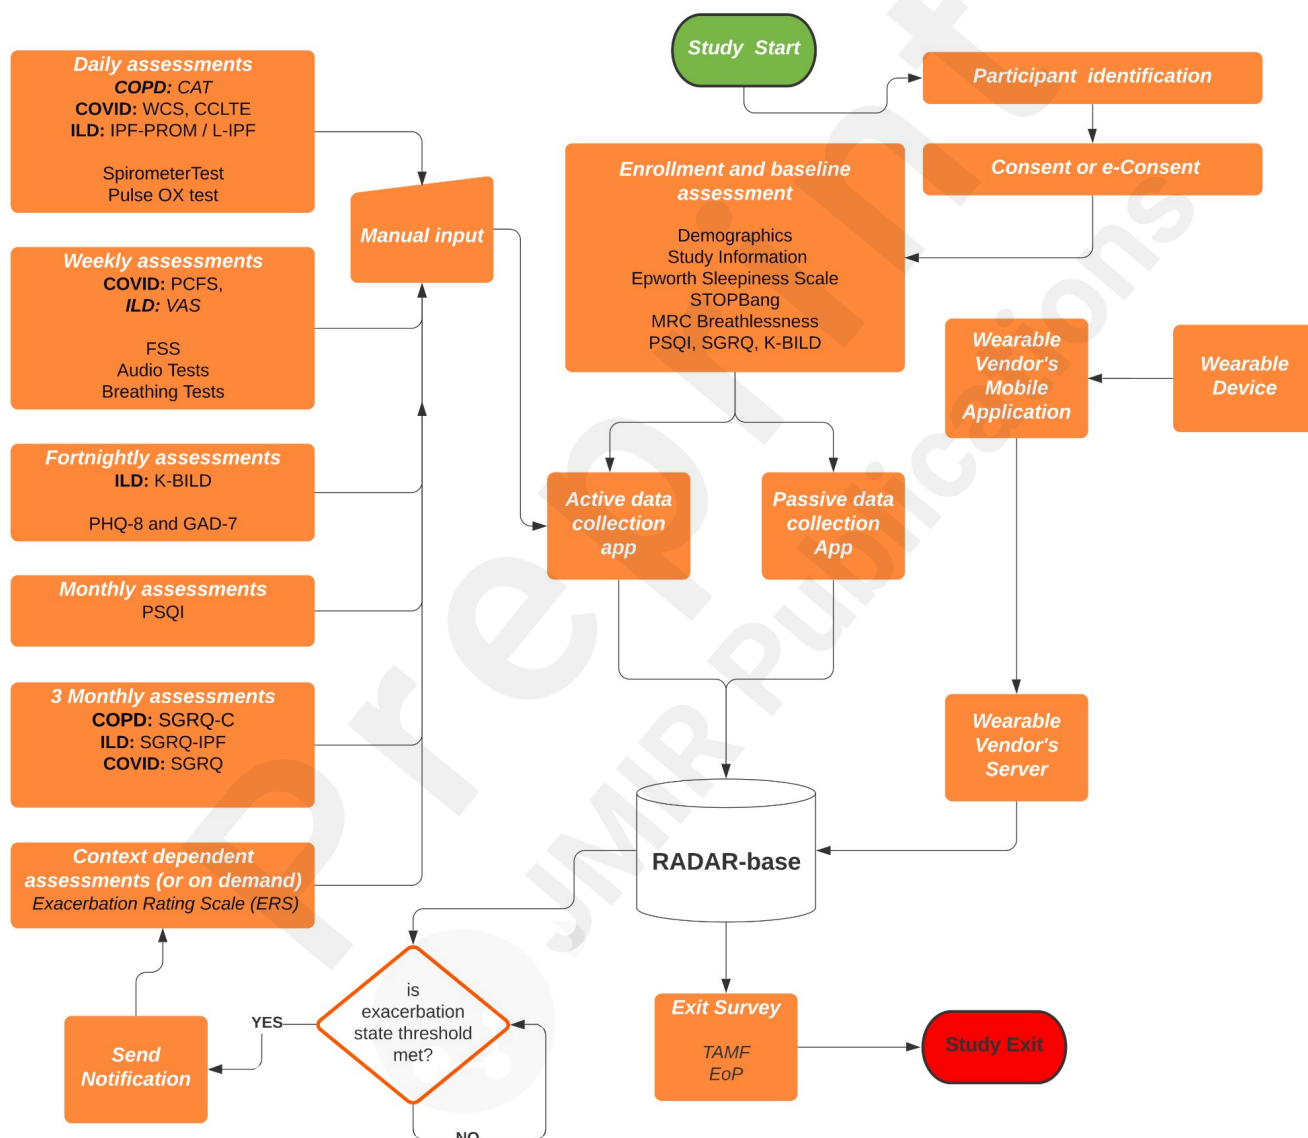 Study Start
Participant identification
Consent or e-Consent
Enrollment and baseline
assessment
Demographics
Study Information
Epworth Sleepiness Scale
STOPBang
MRC Breathlessness
PSQI, SGRQ, K-BILD
Daily assessments
COPD: CAT
COVID: WCS, CCLTE
ILD: IPF-PROM / L-IPF
SpirometerTest
Pulse OX test
Manual input
Weekly assessments
COVID: PCFS,
ILD: VAS
FSS
Audio Tests
Breathing Tests
Fortnightly assessments
ILD: K-BILD
PHQ-8 and GAD-7
Monthly assessments
PSQI
3 Monthly assessments
COPD: SGRQ-C
ILD: SGRQ-IPF
COVID: SGRQ
Context dependent
assessments (or on demand)
Exacerbation Rating Scale (ERS)
Active data
collection
app
Passive data
collection
App
Wearable
Vendor's
Mobile
Application
Wearable
Device
Wearable
Vendor's
Server
RADAR-base
is
exacerbation
state threshold
met?
YES
NO
Send
Notification
Exit Survey
TAMF
EoP
Study Exit
Preprint
JMIR Publications